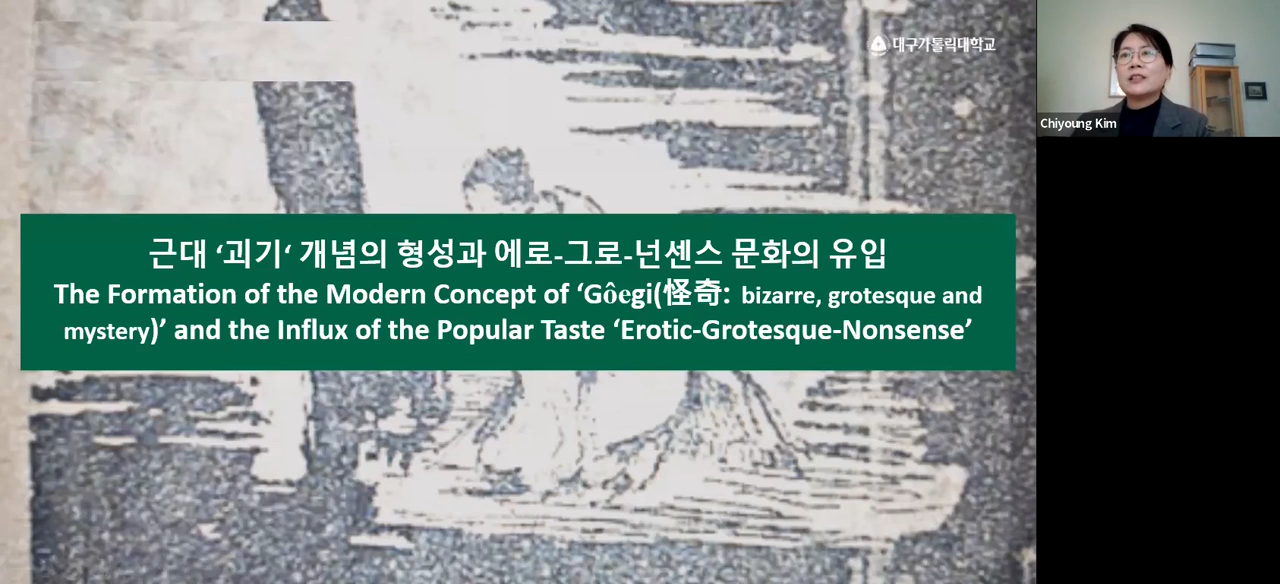 대구가톨릭대학교
Chiyoung Kim
근대 ‘괴기‘ 개념의 형성과 에로-그로-넌센스 문화의 유입
The Formation of the Modern Concept of ‘Gôegi(怪奇: bizarre, grotesque and
mystery)’ and the Influx of the Popular Taste ‘Erotic-Grotesque-Nonsense’